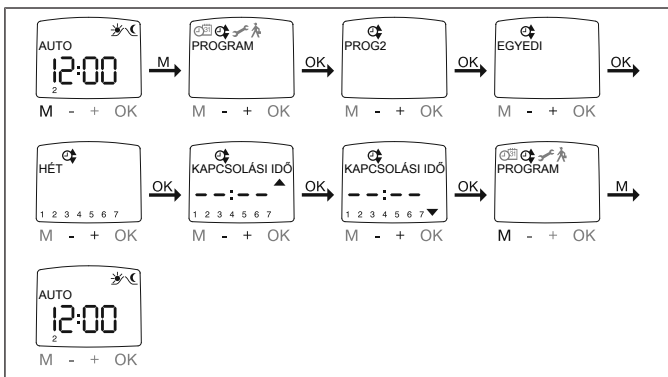 AUTO
12:00
2
M - + OK
M
PROGRAM
M - + OK
OK
PROG2
M - + OK
OK
EGYEDI
M - + OK
OK
HÉT
1 2 3 4 5 6 7
M - + OK
OK
KAPCSOLÁSI IDŐ
--:--
1 2 3 4 5 6 7
M - + OK
OK
KAPCSOLÁSI IDŐ
--:--
1 2 3 4 5 6 7
M - + OK
OK
31
PROGRAM
M - + OK
M
AUTO
12:00
2
M - + OK